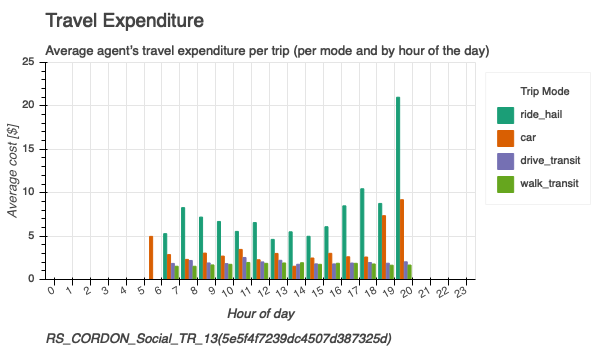 Travel Expenditure
Average agent's travel expenditure per trip (per mode and by hour of the day)
25
20
15
10
5
0
Average cost [$]
0 1 2 3 4 5 6 7 8 9 10 11 12 13 14 15 16 17 18 19 20 21 22 23
Hour of day
Trip Mode
ride_hail
car
drive_transit
walk_transit
RS_CORDON_Social_TR_13(5e5f4f7239dc4507d387325d)